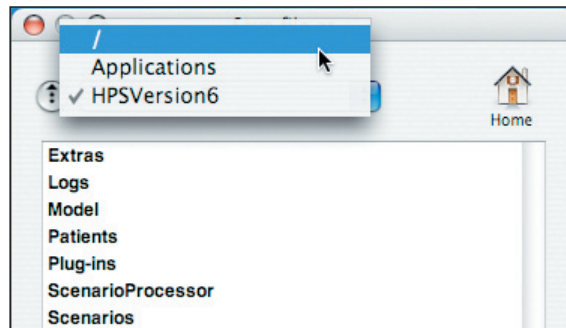 /
Applications
✓ HPSVersion6
Home
Extras
Logs
Model
Patients
Plug-ins
ScenarioProcessor
Scenarios